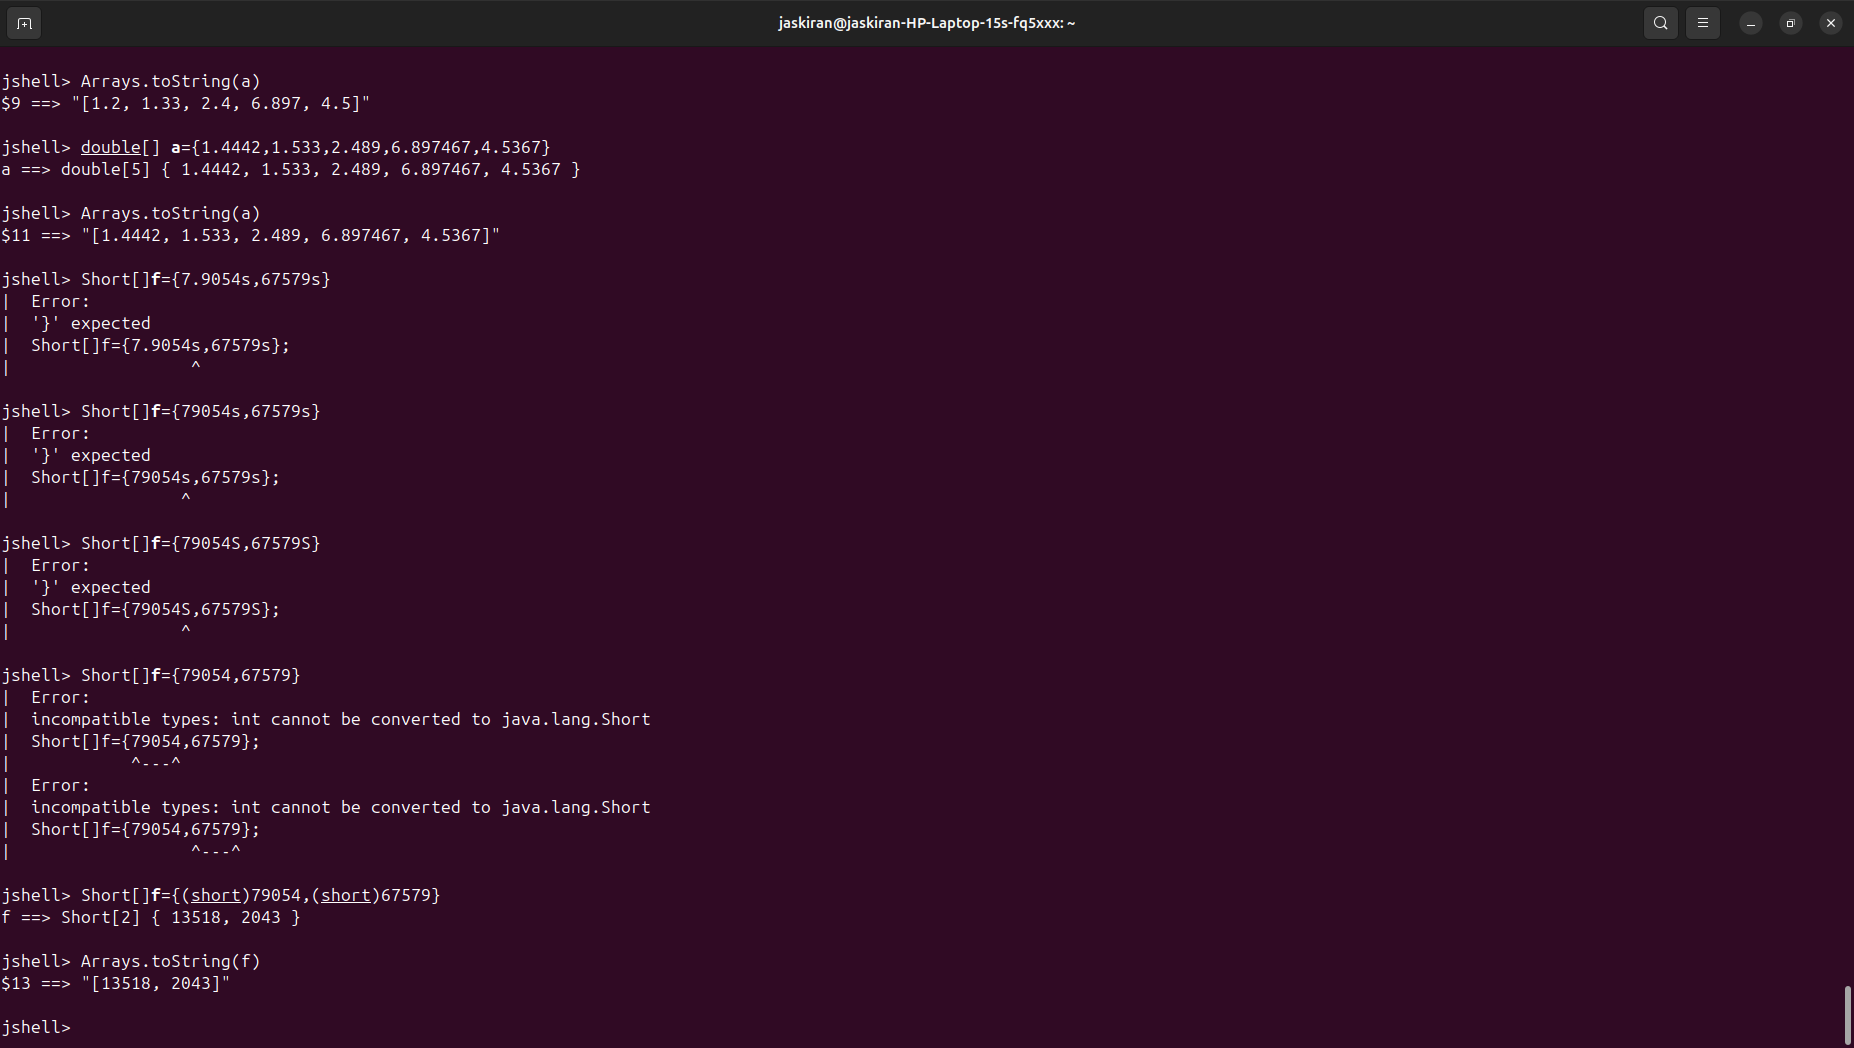 jaskiran@jaskiran-HP-Laptop-15s-fq5xxx: ~
jshell> Arrays.toString(a)
$9 ==> "[1.2, 1.33, 2.4, 6.897, 4.5]"
jshell> double[] a={1.4442,1.533,2.489,6.897467,4.5367}
a ==> double[5] { 1.4442, 1.533, 2.489, 6.897467, 4.5367 }
jshell> Arrays.toString(a)
$11 ==> "[1.4442, 1.533, 2.489, 6.897467, 4.5367]"
jshell> Short[]f={7.9054s,67579s}
|  Error:
|  '}' expected
|  Short[]f={7.9054s,67579s};
|                  ^
jshell> Short[]f={79054s,67579s}
|  Error:
|  '}' expected
|  Short[]f={79054s,67579s};
|                 ^
jshell> Short[]f={79054S,67579S}
|  Error:
|  '}' expected
|  Short[]f={79054S,67579S};
|                 ^
jshell> Short[]f={79054,67579}
|  Error:
|  incompatible types: int cannot be converted to java.lang.Short
|  Short[]f={79054,67579};
|            ^---^
|  Error:
|  incompatible types: int cannot be converted to java.lang.Short
|  Short[]f={79054,67579};
|                  ^---^
jshell> Short[]f={(short)79054,(short)67579}
f ==> Short[2] { 13518, 2043 }
jshell> Arrays.toString(f)
$13 ==> "[13518, 2043]"
jshell>